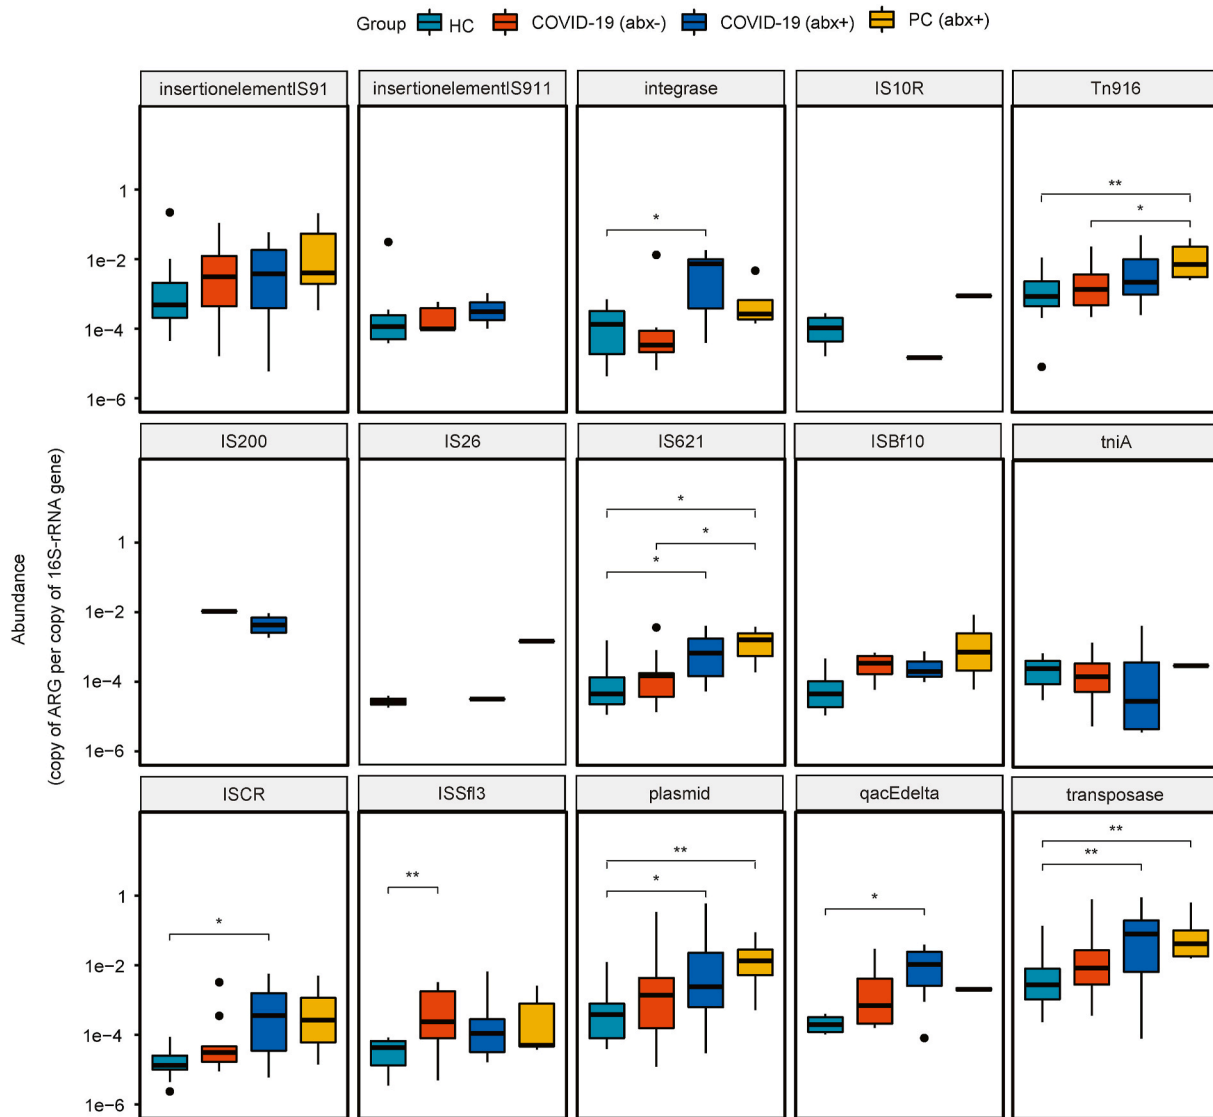 Group HC COVID-19 (abx-) COVID-19 (abx+) PC (abx+)
insertionelementIS91 insertionelementIS911 integrase IS10R Tn916
1
1e−2
1e−4
1e−6
*
**
*
IS200 IS26 IS621 ISBf10 tniA
1
1e−2
1e−4
1e−6
*
*
*
Abundance
(copy of ARG per copy of 16S-rRNA gene)
ISCR ISSfl3 plasmid qacEdelta transposase
1
1e−2
1e−4
1e−6
*
**
**
*
*
**
**